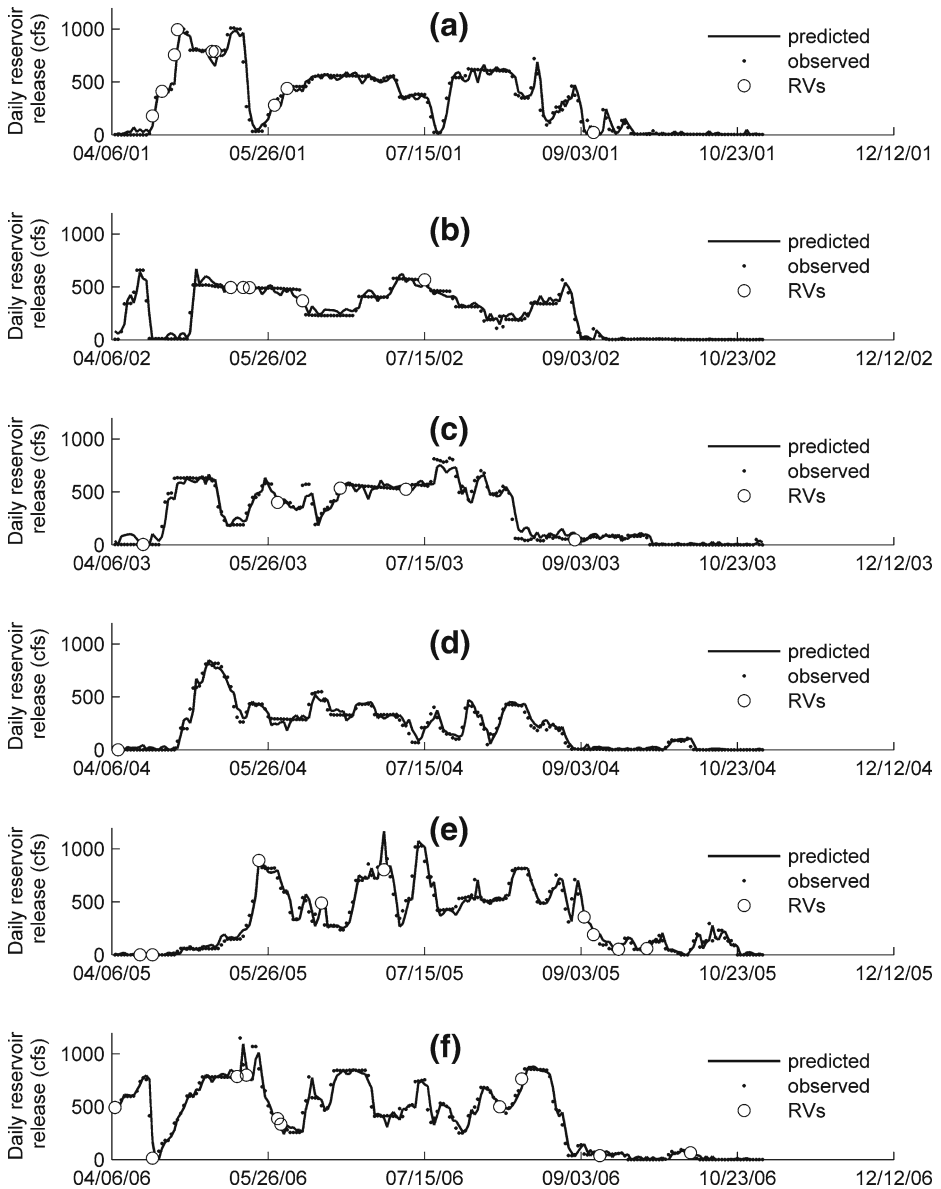 (a)
Daily reservoir
release (cfs)
1000
500
0
predicted
observed
RVs
04/06/01 05/26/01 07/15/01 09/03/01 10/23/01 12/12/01
(b)
Daily reservoir
release (cfs)
1000
500
0
predicted
observed
RVs
04/06/02 05/26/02 07/15/02 09/03/02 10/23/02 12/12/02
(c)
Daily reservoir
release (cfs)
1000
500
0
predicted
observed
RVs
04/06/03 05/26/03 07/15/03 09/03/03 10/23/03 12/12/03
(d)
Daily reservoir
release (cfs)
1000
500
0
predicted
observed
RVs
04/06/04 05/26/04 07/15/04 09/03/04 10/23/04 12/12/04
(e)
Daily reservoir
release (cfs)
1000
500
0
predicted
observed
RVs
04/06/05 05/26/05 07/15/05 09/03/05 10/23/05 12/12/05
(f)
Daily reservoir
release (cfs)
1000
500
0
predicted
observed
RVs
04/06/06 05/26/06 07/15/06 09/03/06 10/23/06 12/12/06